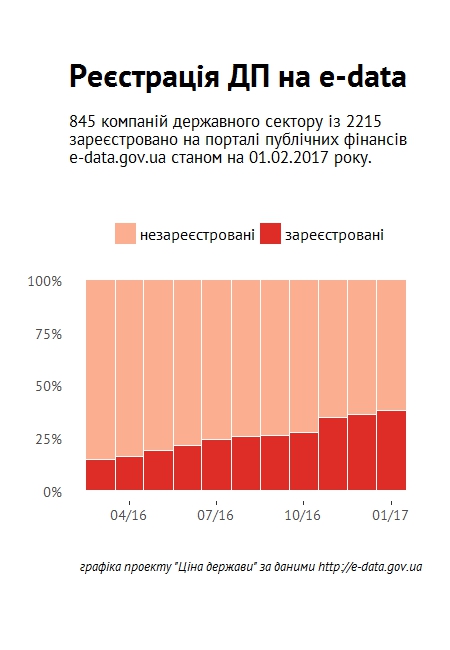 Реєстрація ДП на e-data
845 компаній державного сектору із 2215
зареєстровано на порталі публічних фінансів
e-data.gov.ua станом на 01.02.2017 року.
незареєстровані зареєстровані
100%
75%
50%
25%
0%
04/16 07/16 10/16 01/17
графіка проекту "Ціна держави" за даними http://e-data.gov.ua